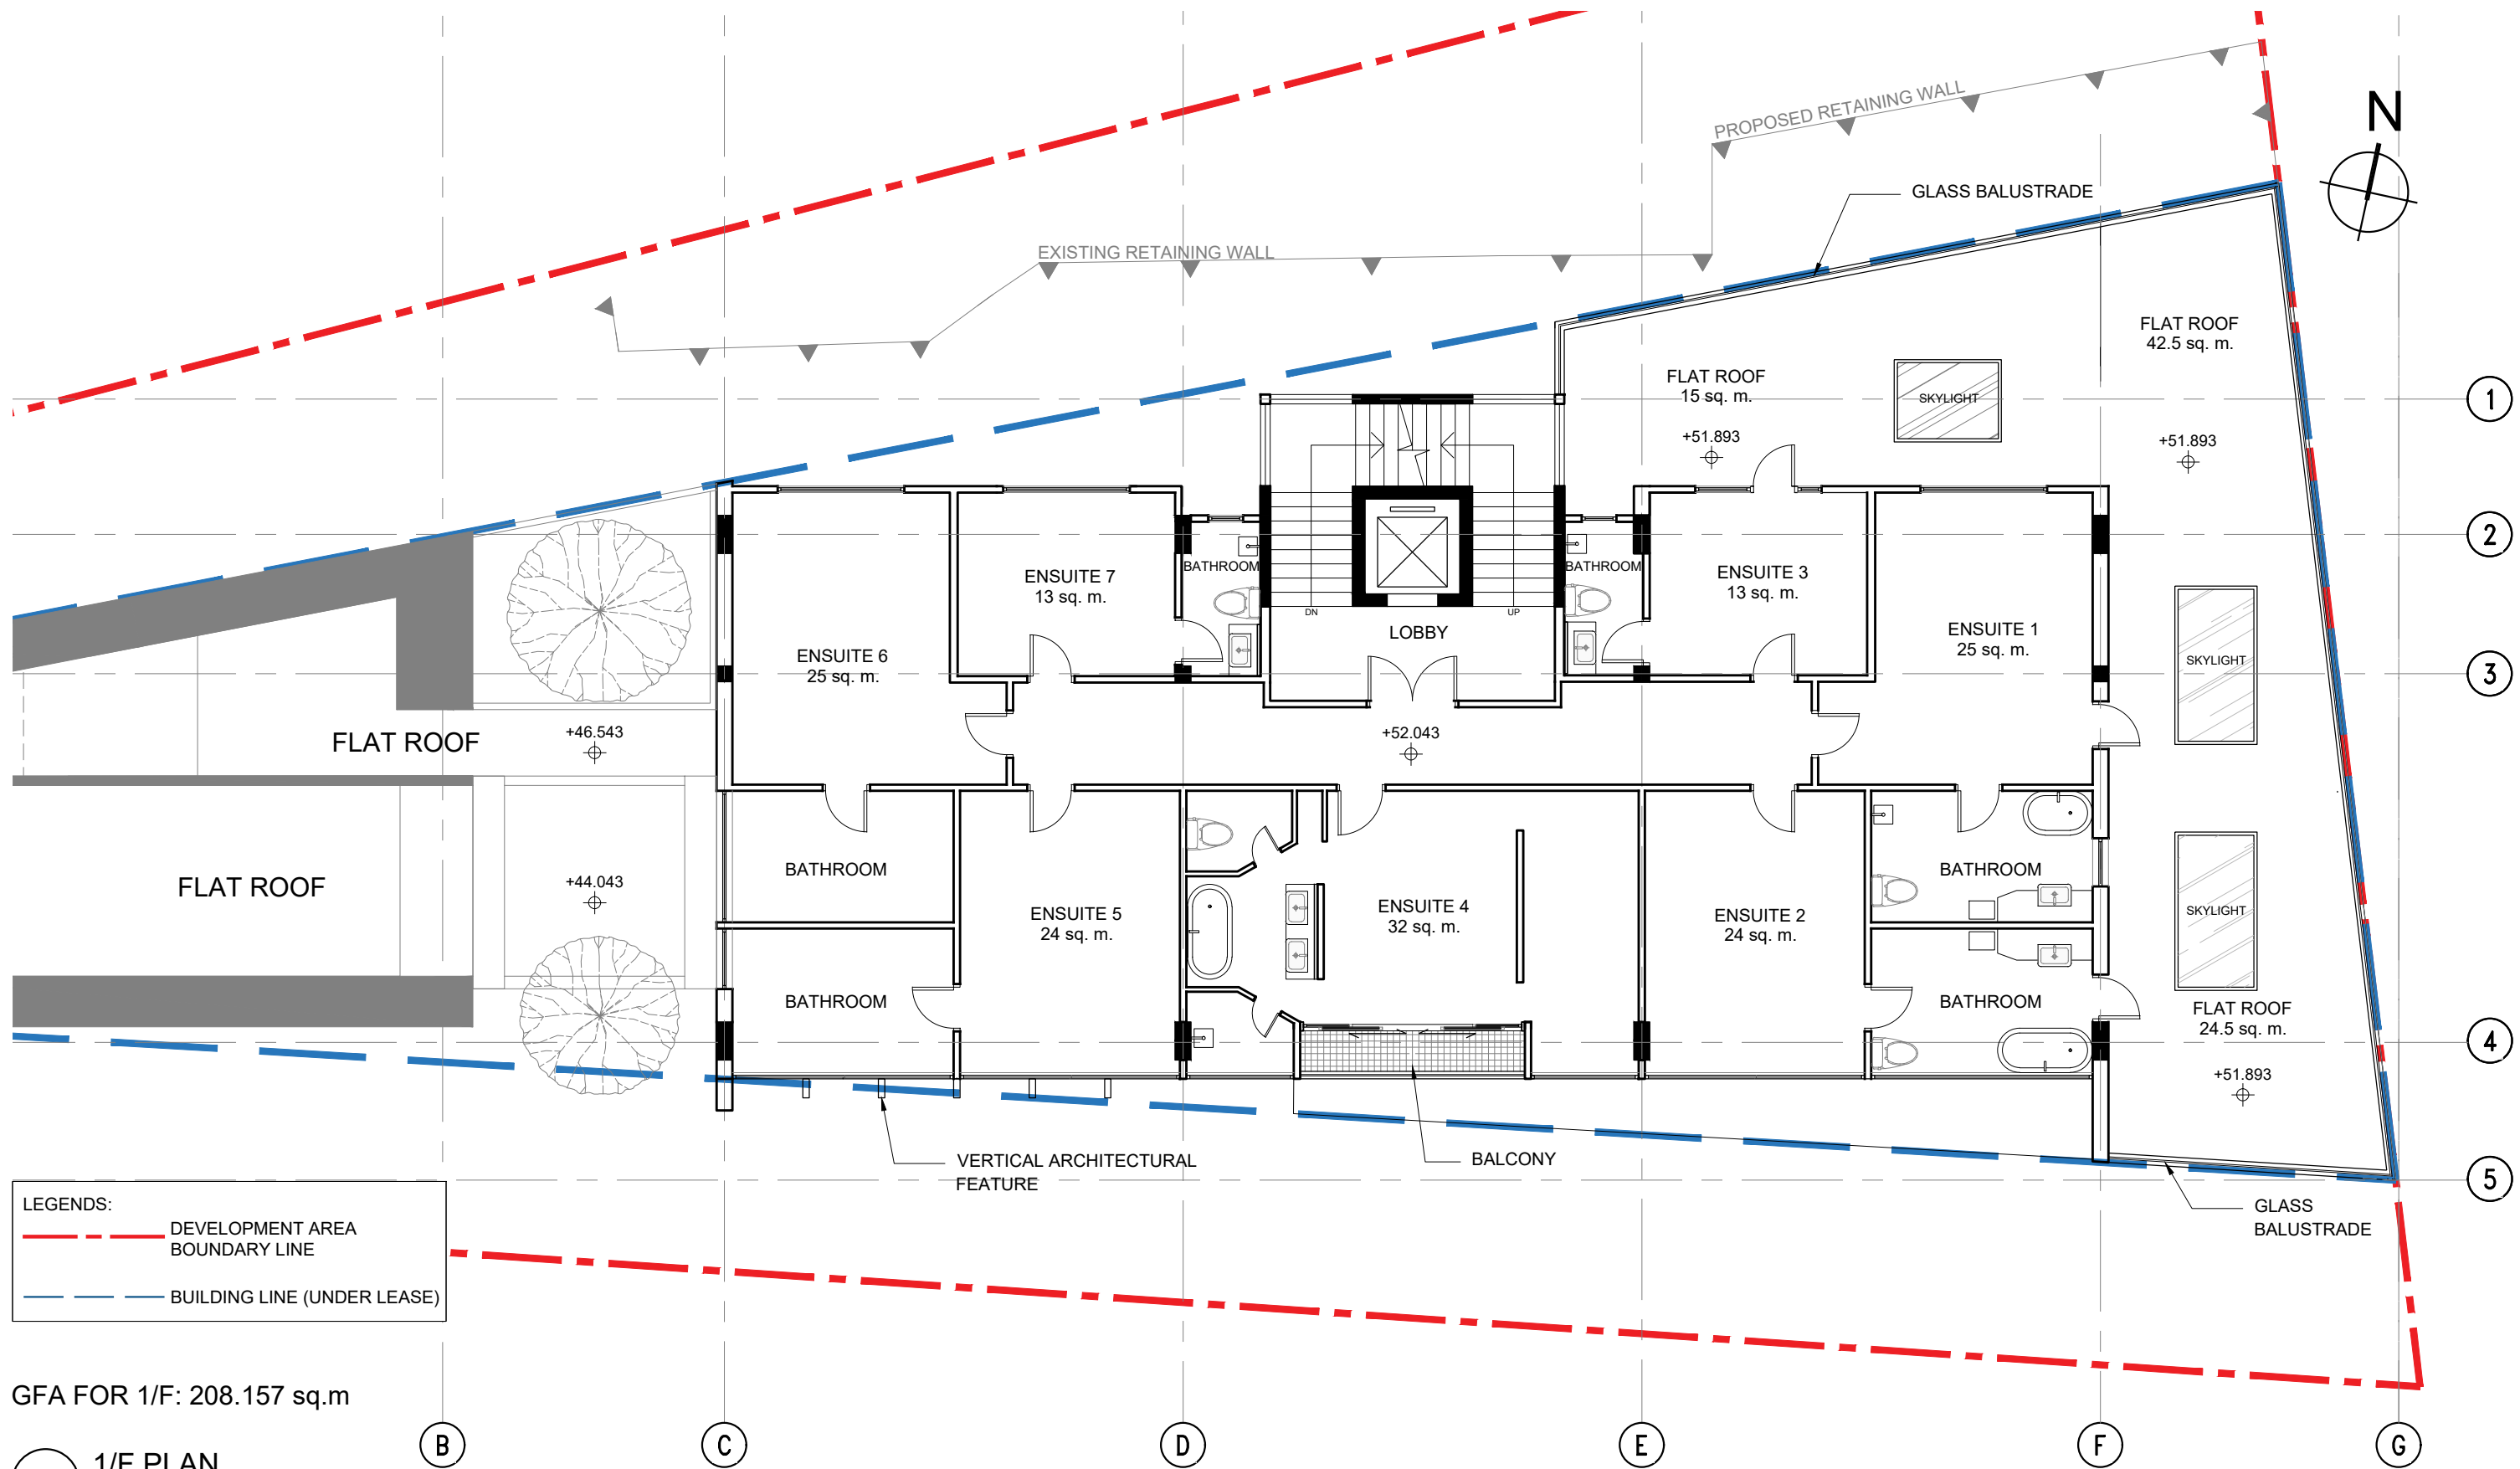 N
PROPOSED RETAINING WALL
GLASS BALUSTRADE
EXISTING RETAINING WALL
FLAT ROOF
42.5 sq. m.
FLAT ROOF
15 sq. m.
SKYLIGHT
1
+51.893
+51.893
2
BATHROOM
BATHROOM
ENSUITE 7
13 sq. m.
ENSUITE 3
13 sq. m.
DN
UP
LOBBY
ENSUITE 1
25 sq. m.
ENSUITE 6
25 sq. m.
SKYLIGHT
3
FLAT ROOF
+46.543
+52.043
BATHROOM
BATHROOM
FLAT ROOF
+44.043
ENSUITE 5
24 sq. m.
ENSUITE 4
32 sq. m.
ENSUITE 2
24 sq. m.
SKYLIGHT
BATHROOM
BATHROOM
FLAT ROOF
24.5 sq. m.
4
+51.893
VERTICAL ARCHITECTURAL
FEATURE
BALCONY
5
GLASS
BALUSTRADE
LEGENDS:
DEVELOPMENT AREA
BOUNDARY LINE
BUILDING LINE (UNDER LEASE)
GFA FOR 1/F: 208.157 sq.m
B
C
D
E
F
G
1/F PLAN